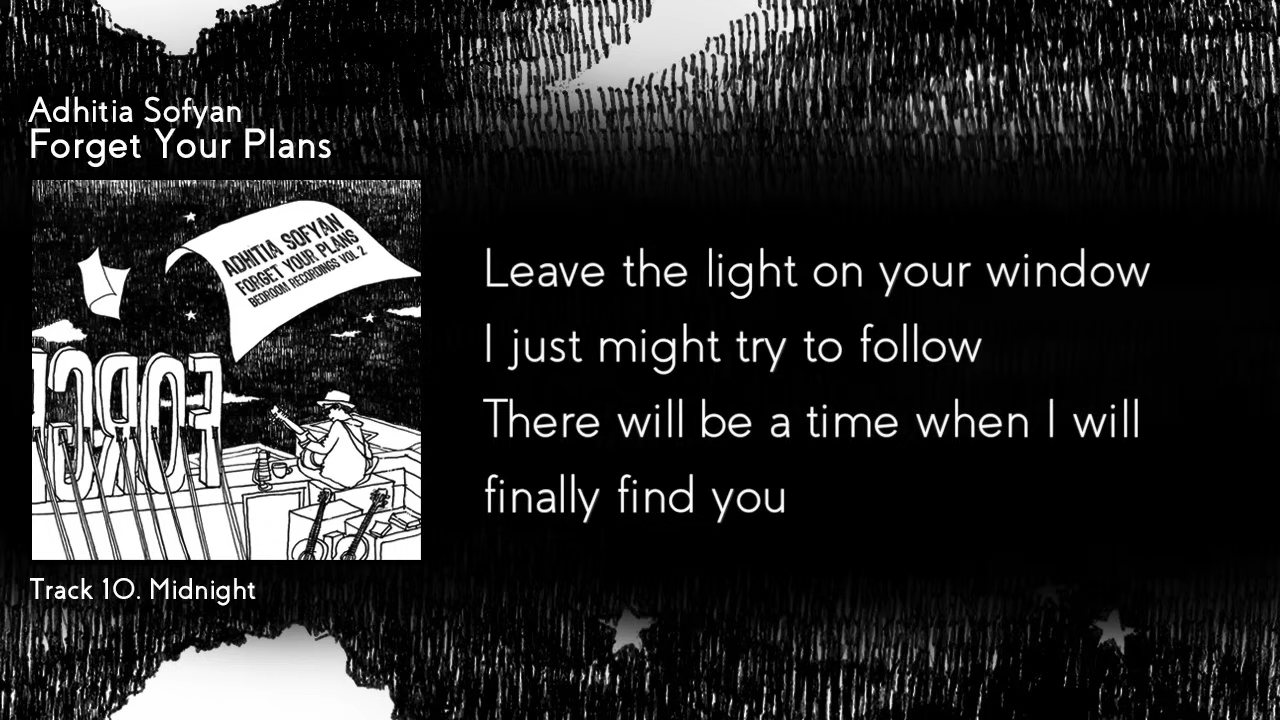 Adhitia Sofyan
Forget Your Plans
ADHITIA SOFYAN
FORGET YOUR PLANS
BEDROOM RECORDINGS VOL 2
FORG
Track 10. Midnight
Leave the light on your window
I just might try to follow
There will be a time when I will
finally find you